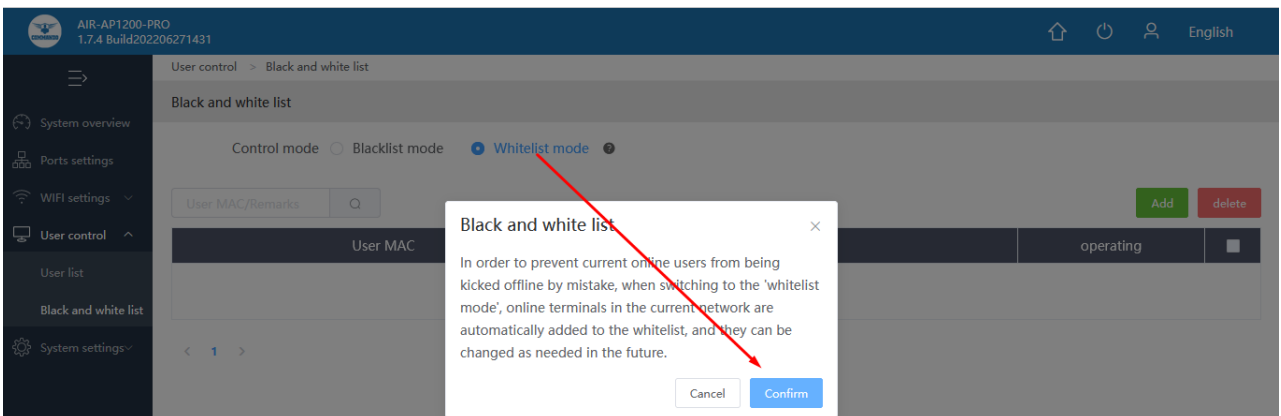 COMMANDO
AIR-AP1200-PRO
1.7.4 Build202206271431
English
User control > Black and white list
Black and white list
System overview
Ports settings
WIFI settings
User control
User list
Black and white list
System settings
Control mode Blacklist mode Whitelist mode
User MAC/Remarks
Add delete
User MAC operating
< 1 >
Black and white list
In order to prevent current online users from being
kicked offline by mistake, when switching to the 'whitelist
mode', online terminals in the current network are
automatically added to the whitelist, and they can be
changed as needed in the future.
Cancel Confirm